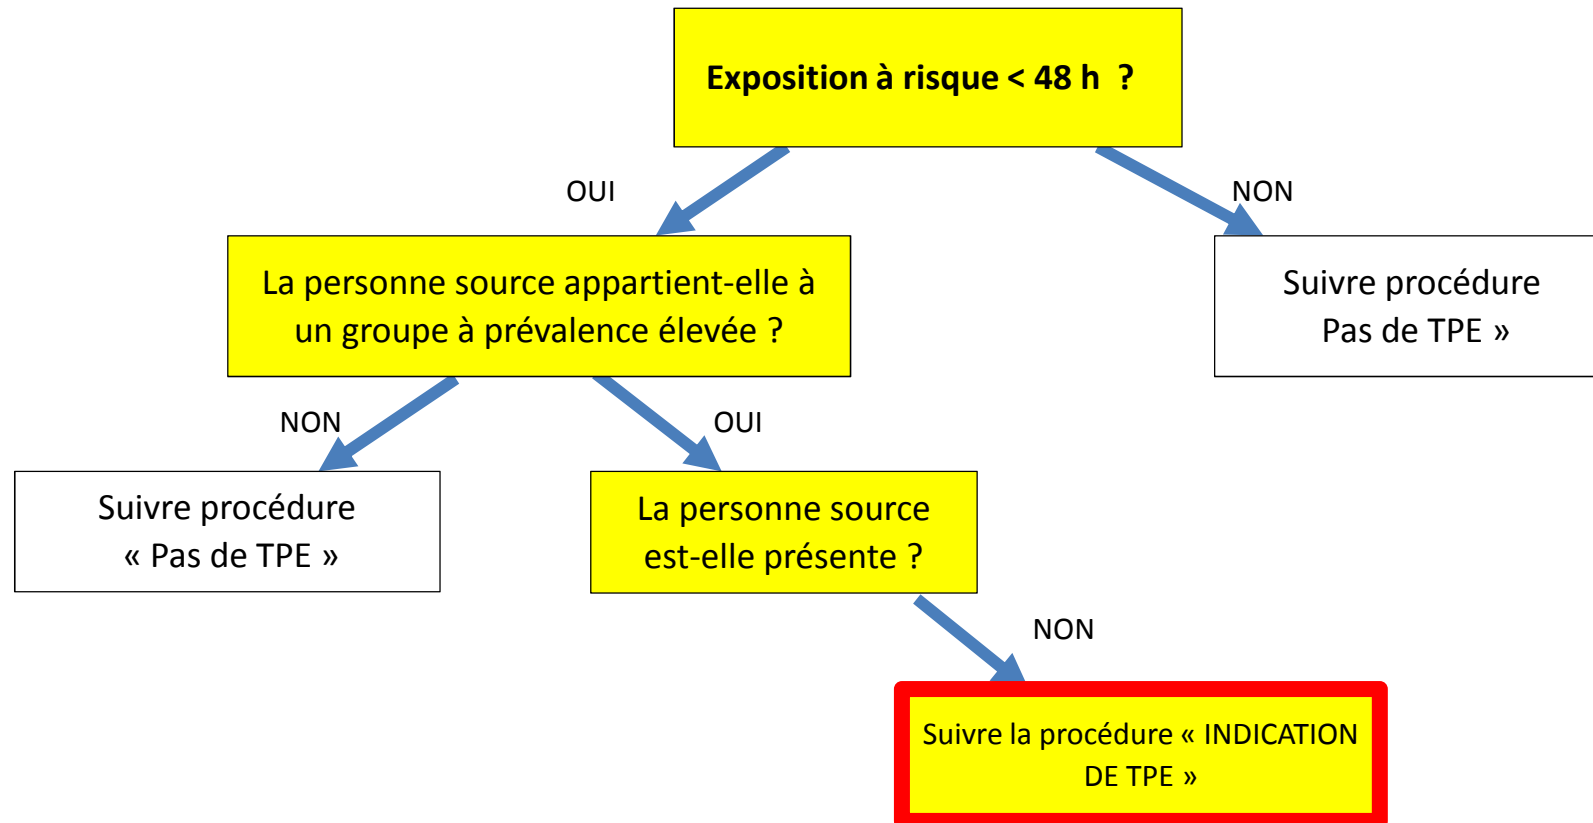 Exposition à risque < 48 h  ?
OUI
NON
La personne source appartient-elle à
un groupe à prévalence élevée ?
Suivre procédure
Pas de TPE »
NON
OUI
Suivre procédure
« Pas de TPE »
La personne source
est-elle présente ?
NON
Suivre la procédure « INDICATION
DE TPE »